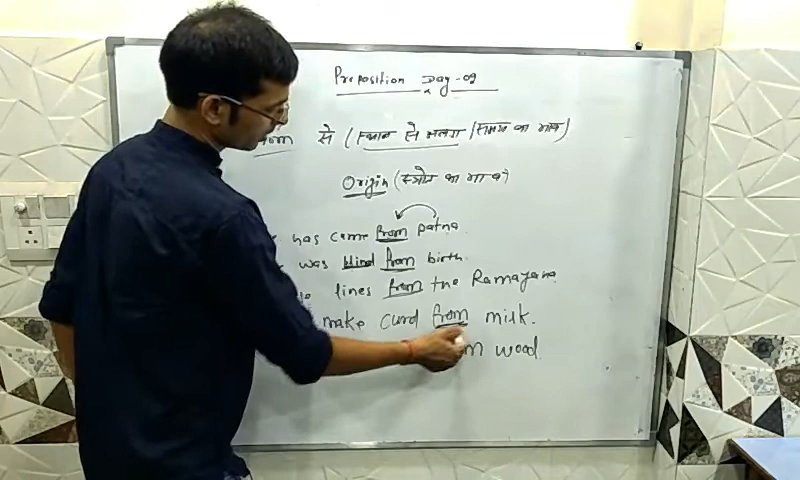 Preposition Day-09
से (स्थान से अलग / समय का भाव)
Origin (स्त्रोत का भाव)
has come from patna.
was blind from birth.
lines from the Ramayana
make curd from milk.
wood